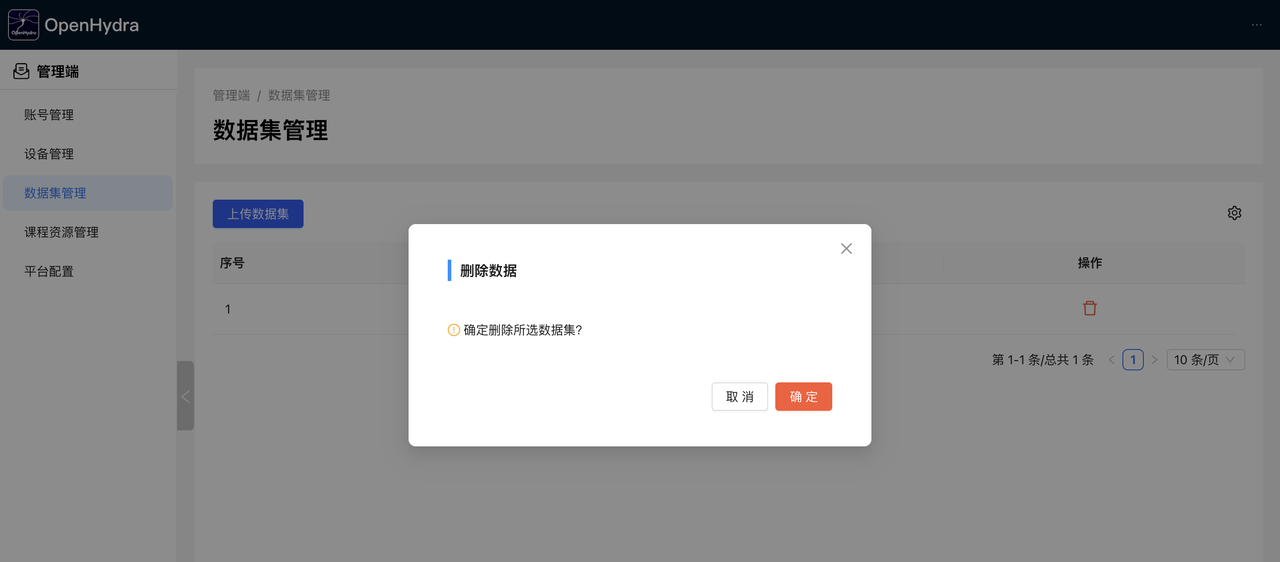 OpenHydra
OpenHydra
...
管理端
账号管理
设备管理
数据集管理
课程资源管理
平台配置
管理端 / 数据集管理
数据集管理
上传数据集
序号
操作
1
删除数据
确定删除所选数据集?
取 消
确 定
第 1-1 条/总共 1 条
1
10 条/页